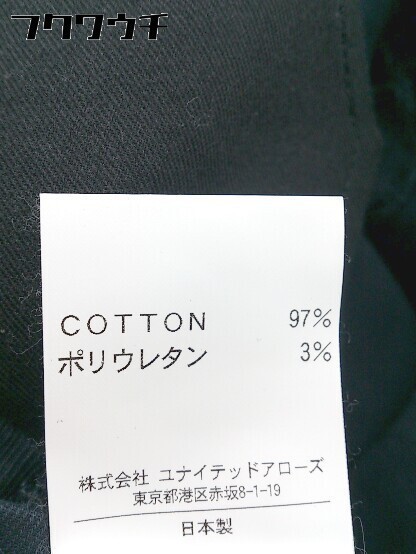 フクワウチ
COTTON 97%
ポリウレタン 3%
株式会社 ユナイテッドアローズ
東京都港区赤坂8-1-19
日本製